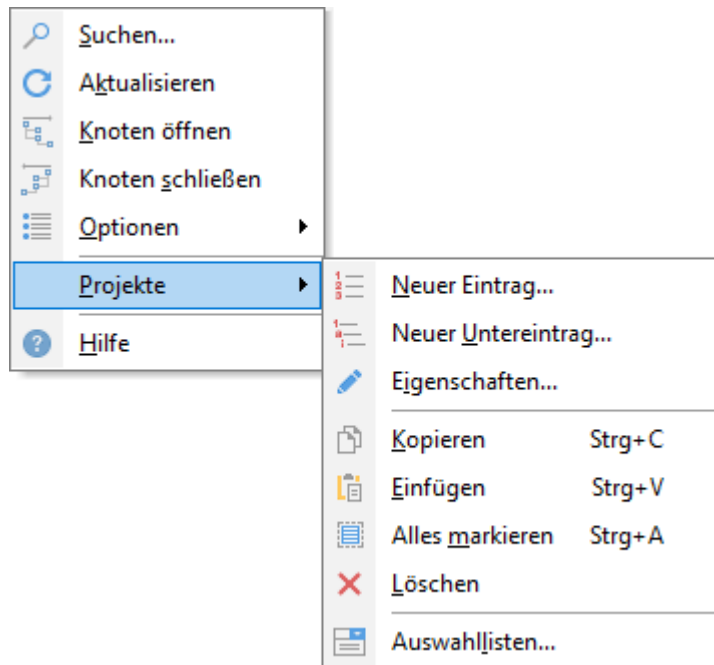 Suchen...
Aktualisieren
Knoten öffnen
Knoten schließen
Optionen
Projekte
Hilfe
Neuer Eintrag...
Neuer Untereintrag...
Eigenschaften...
Kopieren Strg+C
Einfügen Strg+V
Alles markieren Strg+A
Löschen
Auswahllisten...